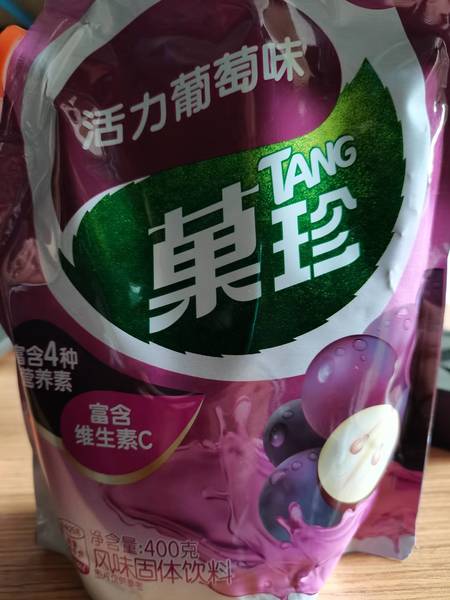 活力葡萄味
TANG
菓珍
富含4种
营养素
富含
维生素C
净含量:400克
风味固体饮料